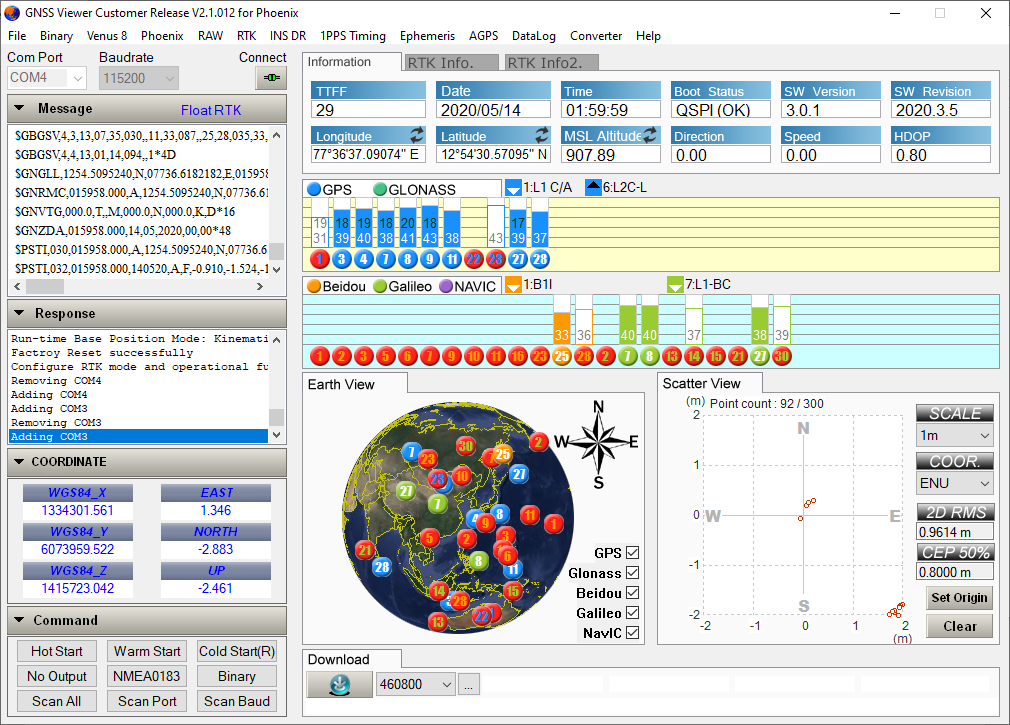 GNSS Viewer Customer Release V2.1.012 for Phoenix
File Binary Venus 8 Phoenix RAW RTK INS DR 1PPS Timing Ephemeris AGPS DataLog Converter Help
Com Port Baudrate Connect
COM4 115200
Message Float RTK
$GBGSV,4,3,13,07,35,030,,11,33,087,,25,28,035,33,
$GBGSV,4,4,13,01,14,094,,1*4D
$GNGLL,1254.5095240,N,07736.6182182,E,015958
$GNRMC,015958.000,A,1254.5095240,N,07736.61
$GNVTG,000.0,T,,M,000.0,N,000.0,K,D*16
$GNZDA,015958.000,14,05,2020,00,00*48
$PSTI,030,015958.000,A,1254.5095240,N,07736.6
$PSTI,032,015958.000,140520,A,F,-0.910,-1.524,-1
Response
Run-time Base Position Mode: Kinemati
Factroy Reset successfully
Configure RTK mode and operational fu
Removing COM4
Adding COM4
Adding COM3
Removing COM3
Adding COM3
COORDINATE
WGS84_X EAST
1334301.561 1.346
WGS84_Y NORTH
6073959.522 -2.883
WGS84_Z UP
1415723.042 -2.461
Command
Hot Start Warm Start Cold Start(R)
No Output NMEA0183 Binary
Scan All Scan Port Scan Baud
Information RTK Info. RTK Info2.
TTFF Date Time Boot Status SW Version SW Revision
29 2020/05/14 01:59:59 QSPI (OK) 3.0.1 2020.3.5
Longitude Latitude MSL Altitude Direction Speed HDOP
77°36'37.09074" E 12°54'30.57095" N 907.89 0.00 0.00 0.80
GPS GLONASS 1:L1 C/A 6:L2C-L
19 18 19 18 20 18 17
31 39 40 38 41 43 38 43 39 37
1 3 4 7 8 9 11 22 23 27 28
Beidou Galileo NAVIC 1:B1I 7:L1-BC
33 36 40 40 37 38 39
1 2 3 5 6 7 9 10 11 16 23 25 28 2 7 8 13 14 15 21 27 30
Earth View
N
W E
S
7 23 30 25 2 27 23 10 27 7 8 9 11 1 5 2 3 6 21 28 8 11 14 28 15 13 22 1
GPS
Glonass
Beidou
Galileo
NavIC
Scatter View
(m) Point count : 92 / 300
2
1
0
-1
-2
N
W E
S
-2 -1 0 1 2
(m)
SCALE
1m
COOR.
ENU
2D RMS
0.9614 m
CEP 50%
0.8000 m
Set Origin
Clear
Download
460800 ...